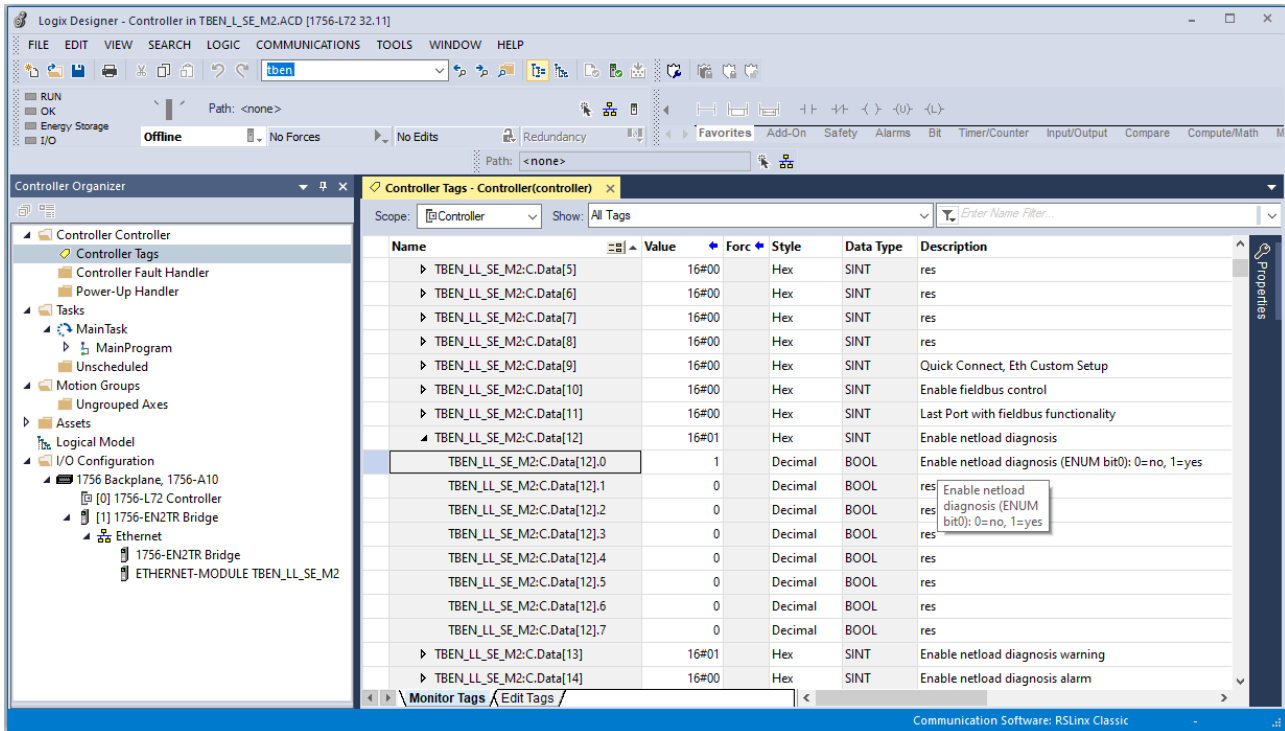 Logix Designer - Controller in TBEN_L_SE_M2.ACD [1756-L72 32.11]
FILE EDIT VIEW SEARCH LOGIC COMMUNICATIONS TOOLS WINDOW HELP
tben
RUN
OK
Energy Storage
I/O
Path: <none>
Offline No Forces No Edits Redundancy
Favorites Add-On Safety Alarms Bit Timer/Counter Input/Output Compare Compute/Math M
Path: <none>
Controller Organizer
Controller Controller
Controller Tags
Controller Fault Handler
Power-Up Handler
Tasks
MainTask
MainProgram
Unscheduled
Motion Groups
Ungrouped Axes
Assets
Logical Model
I/O Configuration
1756 Backplane, 1756-A10
[0] 1756-L72 Controller
[1] 1756-EN2TR Bridge
Ethernet
1756-EN2TR Bridge
ETHERNET-MODULE TBEN_LL_SE_M2
Controller Tags - Controller(controller)
Scope: Controller Show: All Tags Enter Name Filter...
Name Value Forc Style Data Type Description
TBEN_LL_SE_M2:C.Data[5] 16#00 Hex SINT res
TBEN_LL_SE_M2:C.Data[6] 16#00 Hex SINT res
TBEN_LL_SE_M2:C.Data[7] 16#00 Hex SINT res
TBEN_LL_SE_M2:C.Data[8] 16#00 Hex SINT res
TBEN_LL_SE_M2:C.Data[9] 16#00 Hex SINT Quick Connect, Eth Custom Setup
TBEN_LL_SE_M2:C.Data[10] 16#00 Hex SINT Enable fieldbus control
TBEN_LL_SE_M2:C.Data[11] 16#00 Hex SINT Last Port with fieldbus functionality
TBEN_LL_SE_M2:C.Data[12] 16#01 Hex SINT Enable netload diagnosis
TBEN_LL_SE_M2:C.Data[12].0 1 Decimal BOOL Enable netload diagnosis (ENUM bit0): 0=no, 1=yes
TBEN_LL_SE_M2:C.Data[12].1 0 Decimal BOOL res
TBEN_LL_SE_M2:C.Data[12].2 0 Decimal BOOL res
TBEN_LL_SE_M2:C.Data[12].3 0 Decimal BOOL res
TBEN_LL_SE_M2:C.Data[12].4 0 Decimal BOOL res
TBEN_LL_SE_M2:C.Data[12].5 0 Decimal BOOL res
TBEN_LL_SE_M2:C.Data[12].6 0 Decimal BOOL res
TBEN_LL_SE_M2:C.Data[12].7 0 Decimal BOOL res
TBEN_LL_SE_M2:C.Data[13] 16#01 Hex SINT Enable netload diagnosis warning
TBEN_LL_SE_M2:C.Data[14] 16#00 Hex SINT Enable netload diagnosis alarm
Enable netload
diagnosis (ENUM
bit0): 0=no, 1=yes
Properties
Monitor Tags Edit Tags
Communication Software: RSLinx Classic